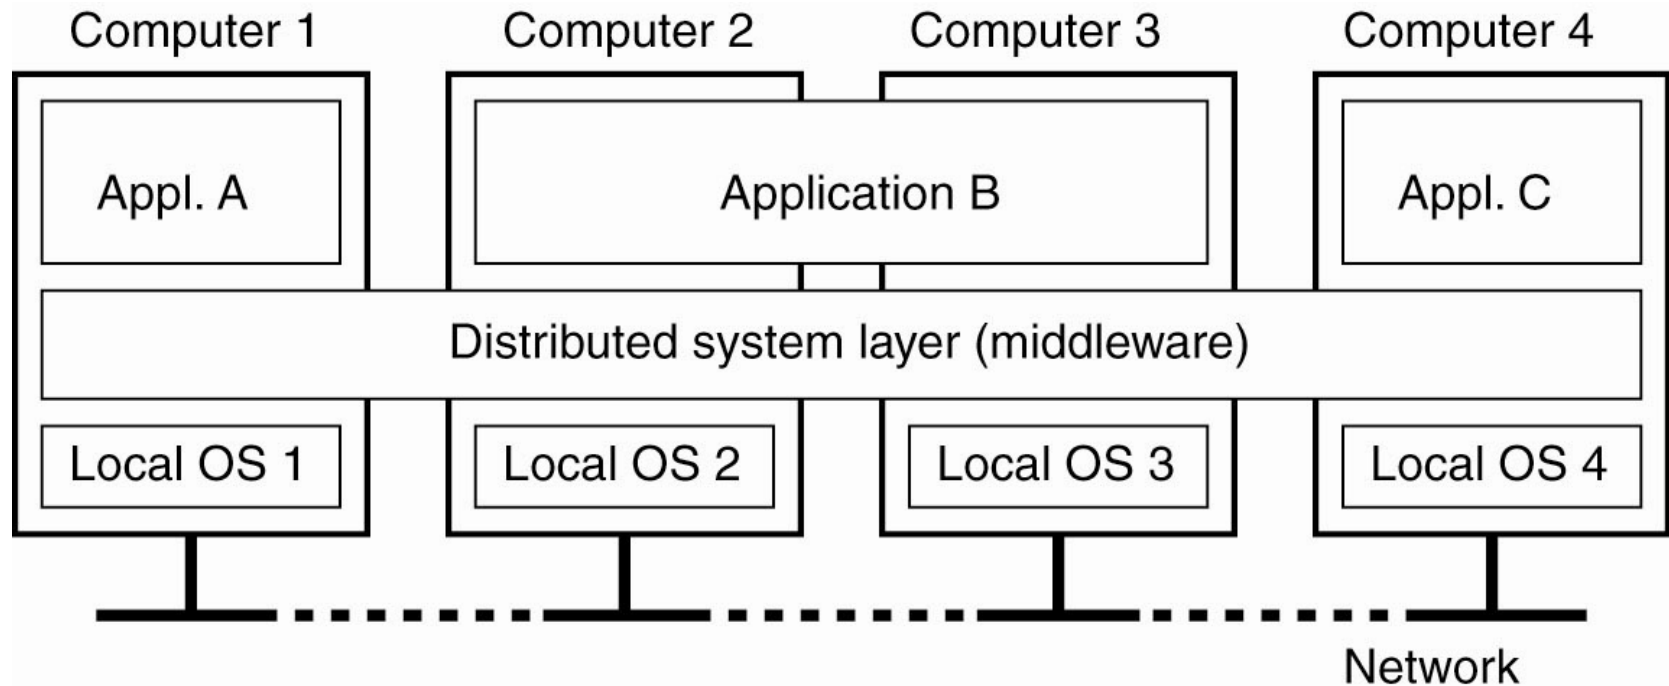 Computer 1
Computer 2
Computer 3
Computer 4
Appl. A
Application B
Appl. C
Distributed system layer (middleware)
Local OS 1
Local OS 2
Local OS 3
Local OS 4
Network